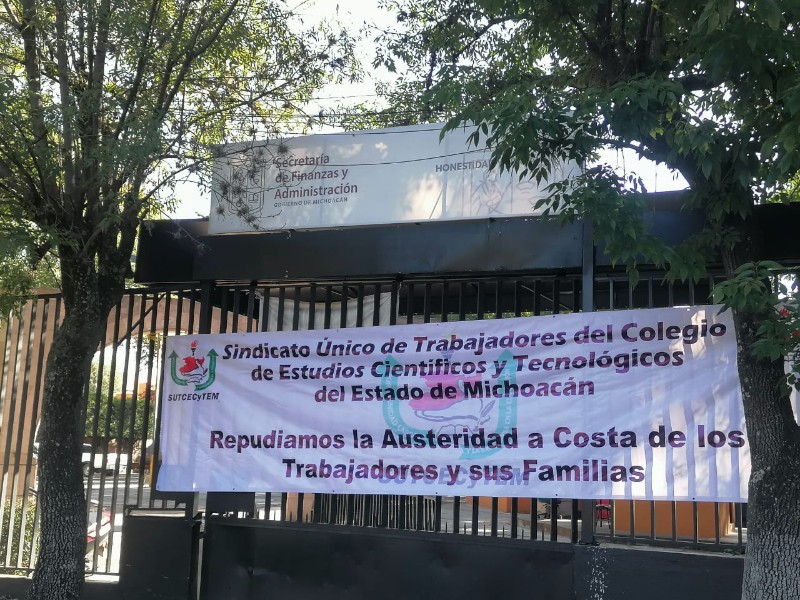 Secretaría
de Finanzas y
Administración
GOBIERNO DE MICHOACÁN
HONESTIDAD
Sindicato Único de Trabajadores del Colegio
de Estudios Científicos y Tecnológicos
del Estado de Michoacán
SUTCECyTEM
Repudiamos la Austeridad a Costa de los
Trabajadores y sus Familias
SUTCECyTEM